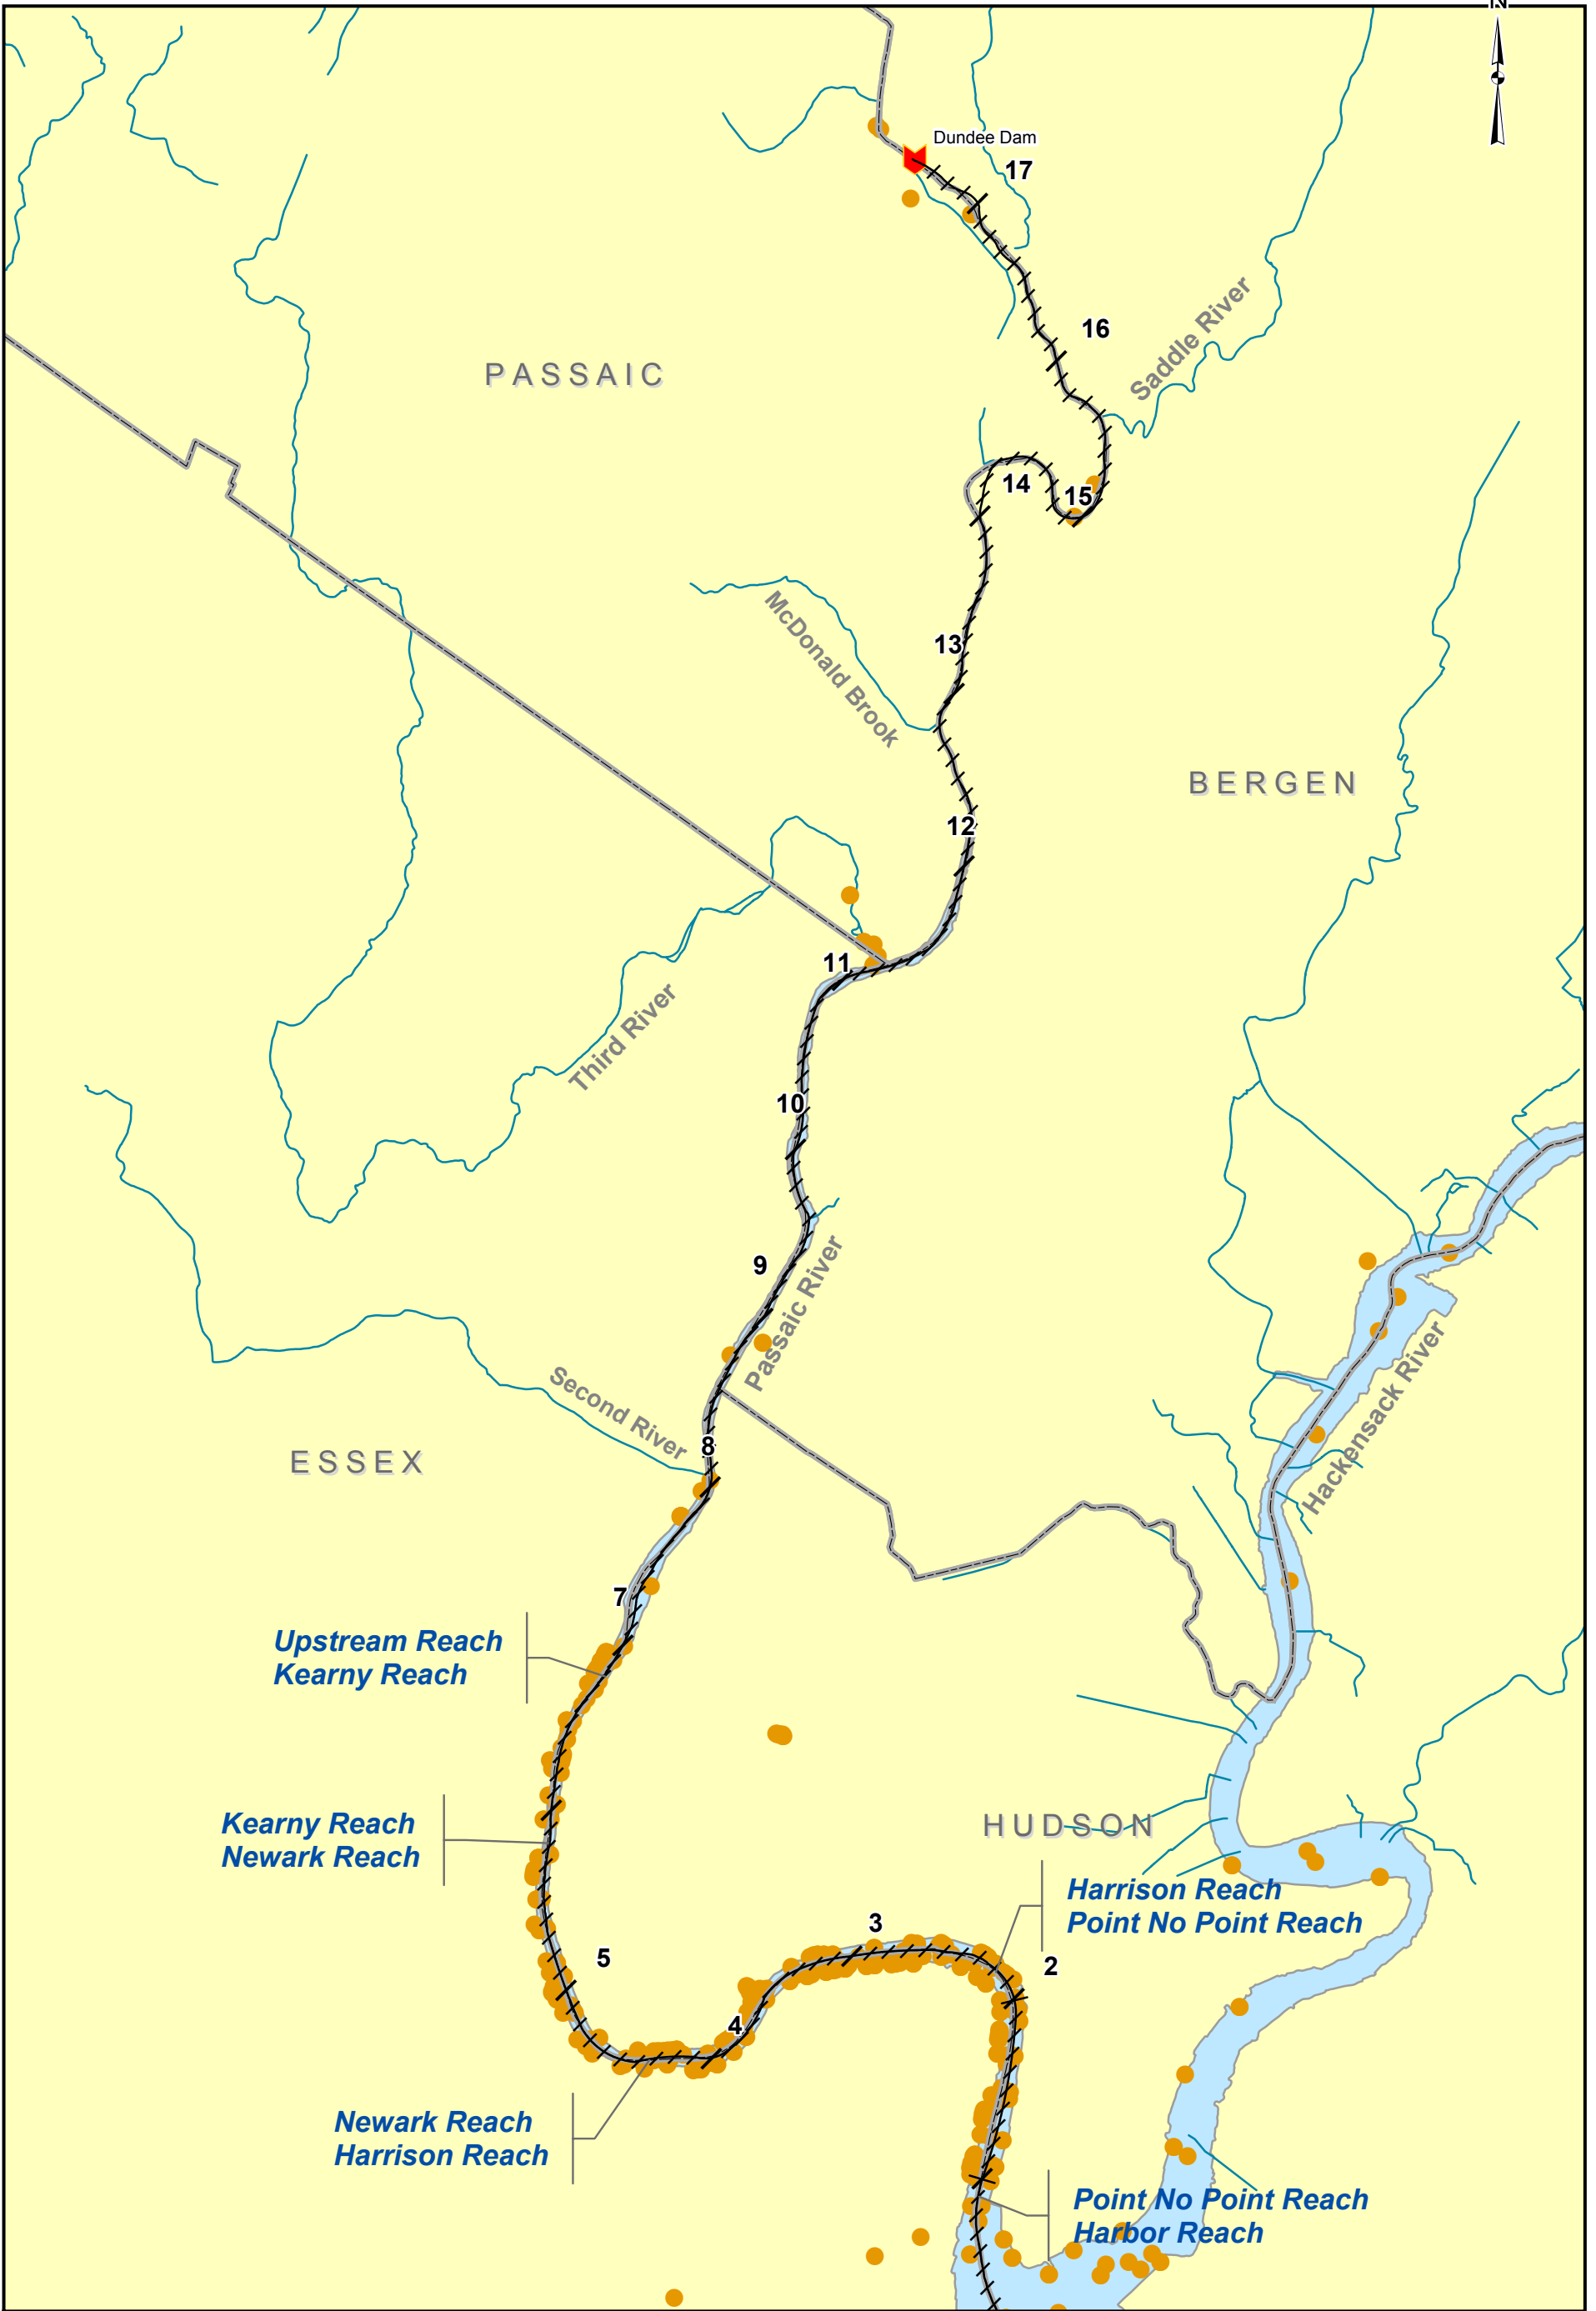 N
Dundee Dam
17
16
Saddle River
PASSAIC
14
15
McDonald Brook
13
BERGEN
12
11
Third River
10
9
Passaic River
Hackensack River
Second River
8
ESSEX
7
Upstream Reach
Kearny Reach
Kearny Reach
Newark Reach
HUDSON
Harrison Reach
Point No Point Reach
3
5
2
4
Newark Reach
Harrison Reach
Point No Point Reach
Harbor Reach